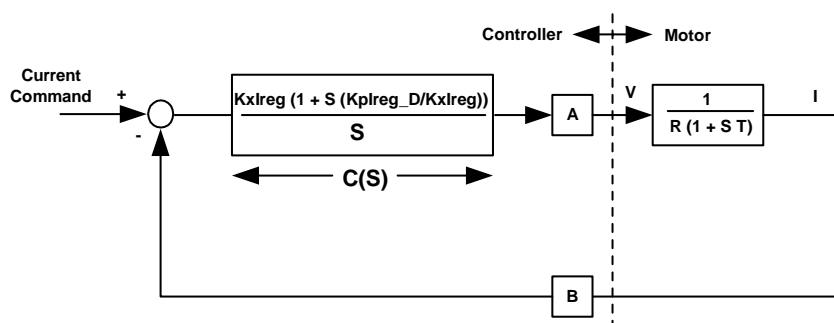 Controller
Motor
Current
Command
+
-
KxIreg (1 + S (KpIreg_D/KxIreg))
S
C(S)
A
V
1
R (1 + S T)
I
B